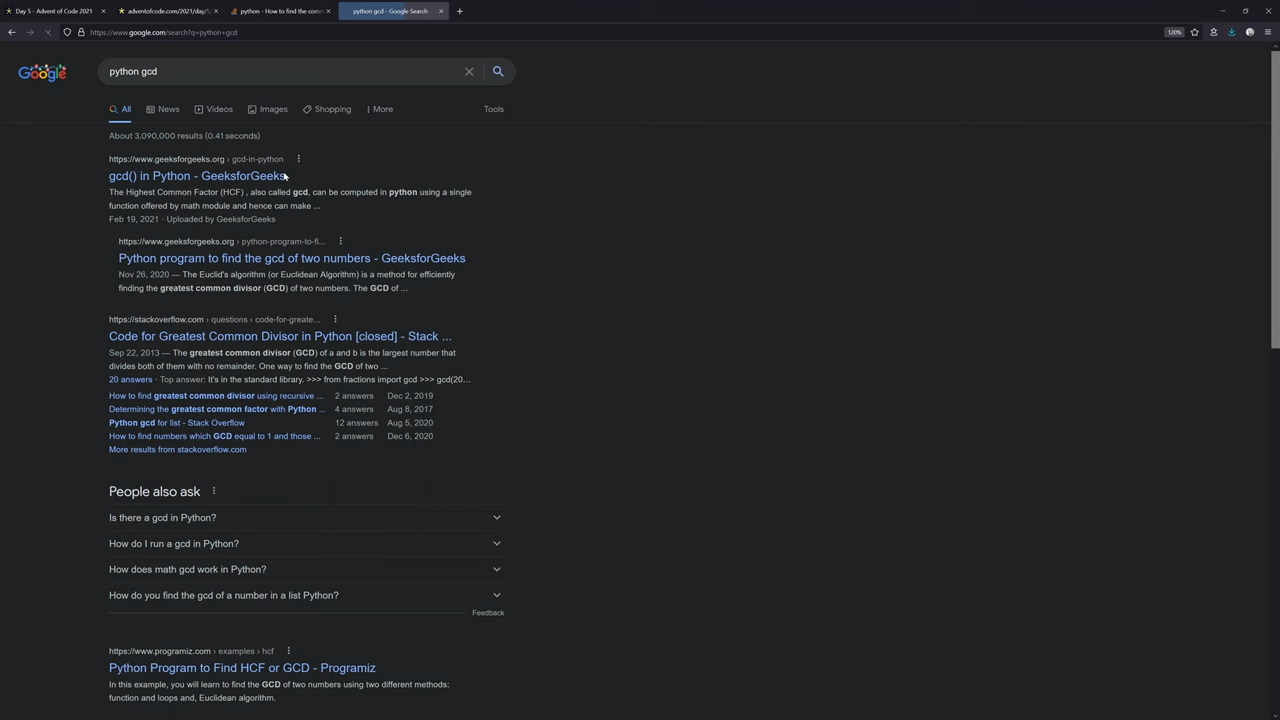 Day 5 - Advent of Code 2021
adventofcode.com/2021/day/5/
python - How to find the com
python gcd - Google Search
https://www.google.com/search?q=python+gcd
120%
Google
python gcd
All
News
Videos
Images
Shopping
More
Tools
About 3,090,000 results (0.41 seconds)
https://www.geeksforgeeks.org › gcd-in-python
gcd() in Python - GeeksforGeeks
The Highest Common Factor (HCF) , also called gcd, can be computed in python using a single
function offered by math module and hence can make ...
Feb 19, 2021 · Uploaded by GeeksforGeeks
https://www.geeksforgeeks.org › python-program-to-fi...
Python program to find the gcd of two numbers - GeeksforGeeks
Nov 26, 2020 — The Euclid's algorithm (or Euclidean Algorithm) is a method for efficiently
finding the greatest common divisor (GCD) of two numbers. The GCD of ...
https://stackoverflow.com › questions › code-for-greate...
Code for Greatest Common Divisor in Python [closed] - Stack ...
Sep 22, 2013 — The greatest common divisor (GCD) of a and b is the largest number that
divides both of them with no remainder. One way to find the GCD of two ...
20 answers · Top answer: It's in the standard library. >>> from fractions import gcd >>> gcd(20...
How to find greatest common divisor using recursive ... 2 answers Dec 2, 2019
Determining the greatest common factor with Python ... 4 answers Aug 8, 2017
Python gcd for list - Stack Overflow 12 answers Aug 5, 2020
How to find numbers which GCD equal to 1 and those ... 2 answers Dec 6, 2020
More results from stackoverflow.com
People also ask
Is there a gcd in Python?
How do I run a gcd in Python?
How does math gcd work in Python?
How do you find the gcd of a number in a list Python?
Feedback
https://www.programiz.com › examples › hcf
Python Program to Find HCF or GCD - Programiz
In this example, you will learn to find the GCD of two numbers using two different methods:
function and loops and, Euclidean algorithm.